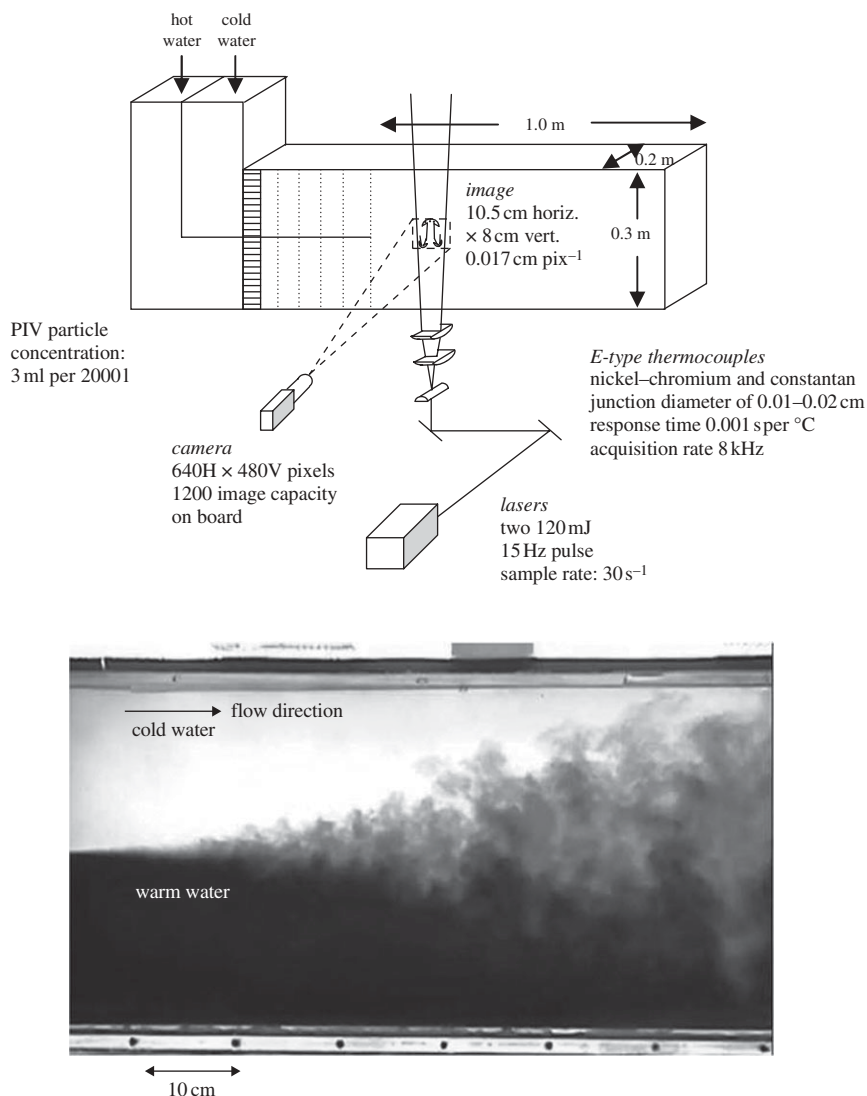 hot
water
cold
water
1.0 m
0.2 m
image
10.5 cm horiz.
× 8 cm vert.
0.017 cm pix⁻¹
0.3 m
PIV particle
concentration:
3 ml per 20001
E-type thermocouples
nickel–chromium and constantan
junction diameter of 0.01–0.02 cm
response time 0.001 s per °C
acquisition rate 8 kHz
camera
640H × 480V pixels
1200 image capacity
on board
lasers
two 120 mJ
15 Hz pulse
sample rate: 30 s⁻¹
flow direction
cold water
warm water
10 cm